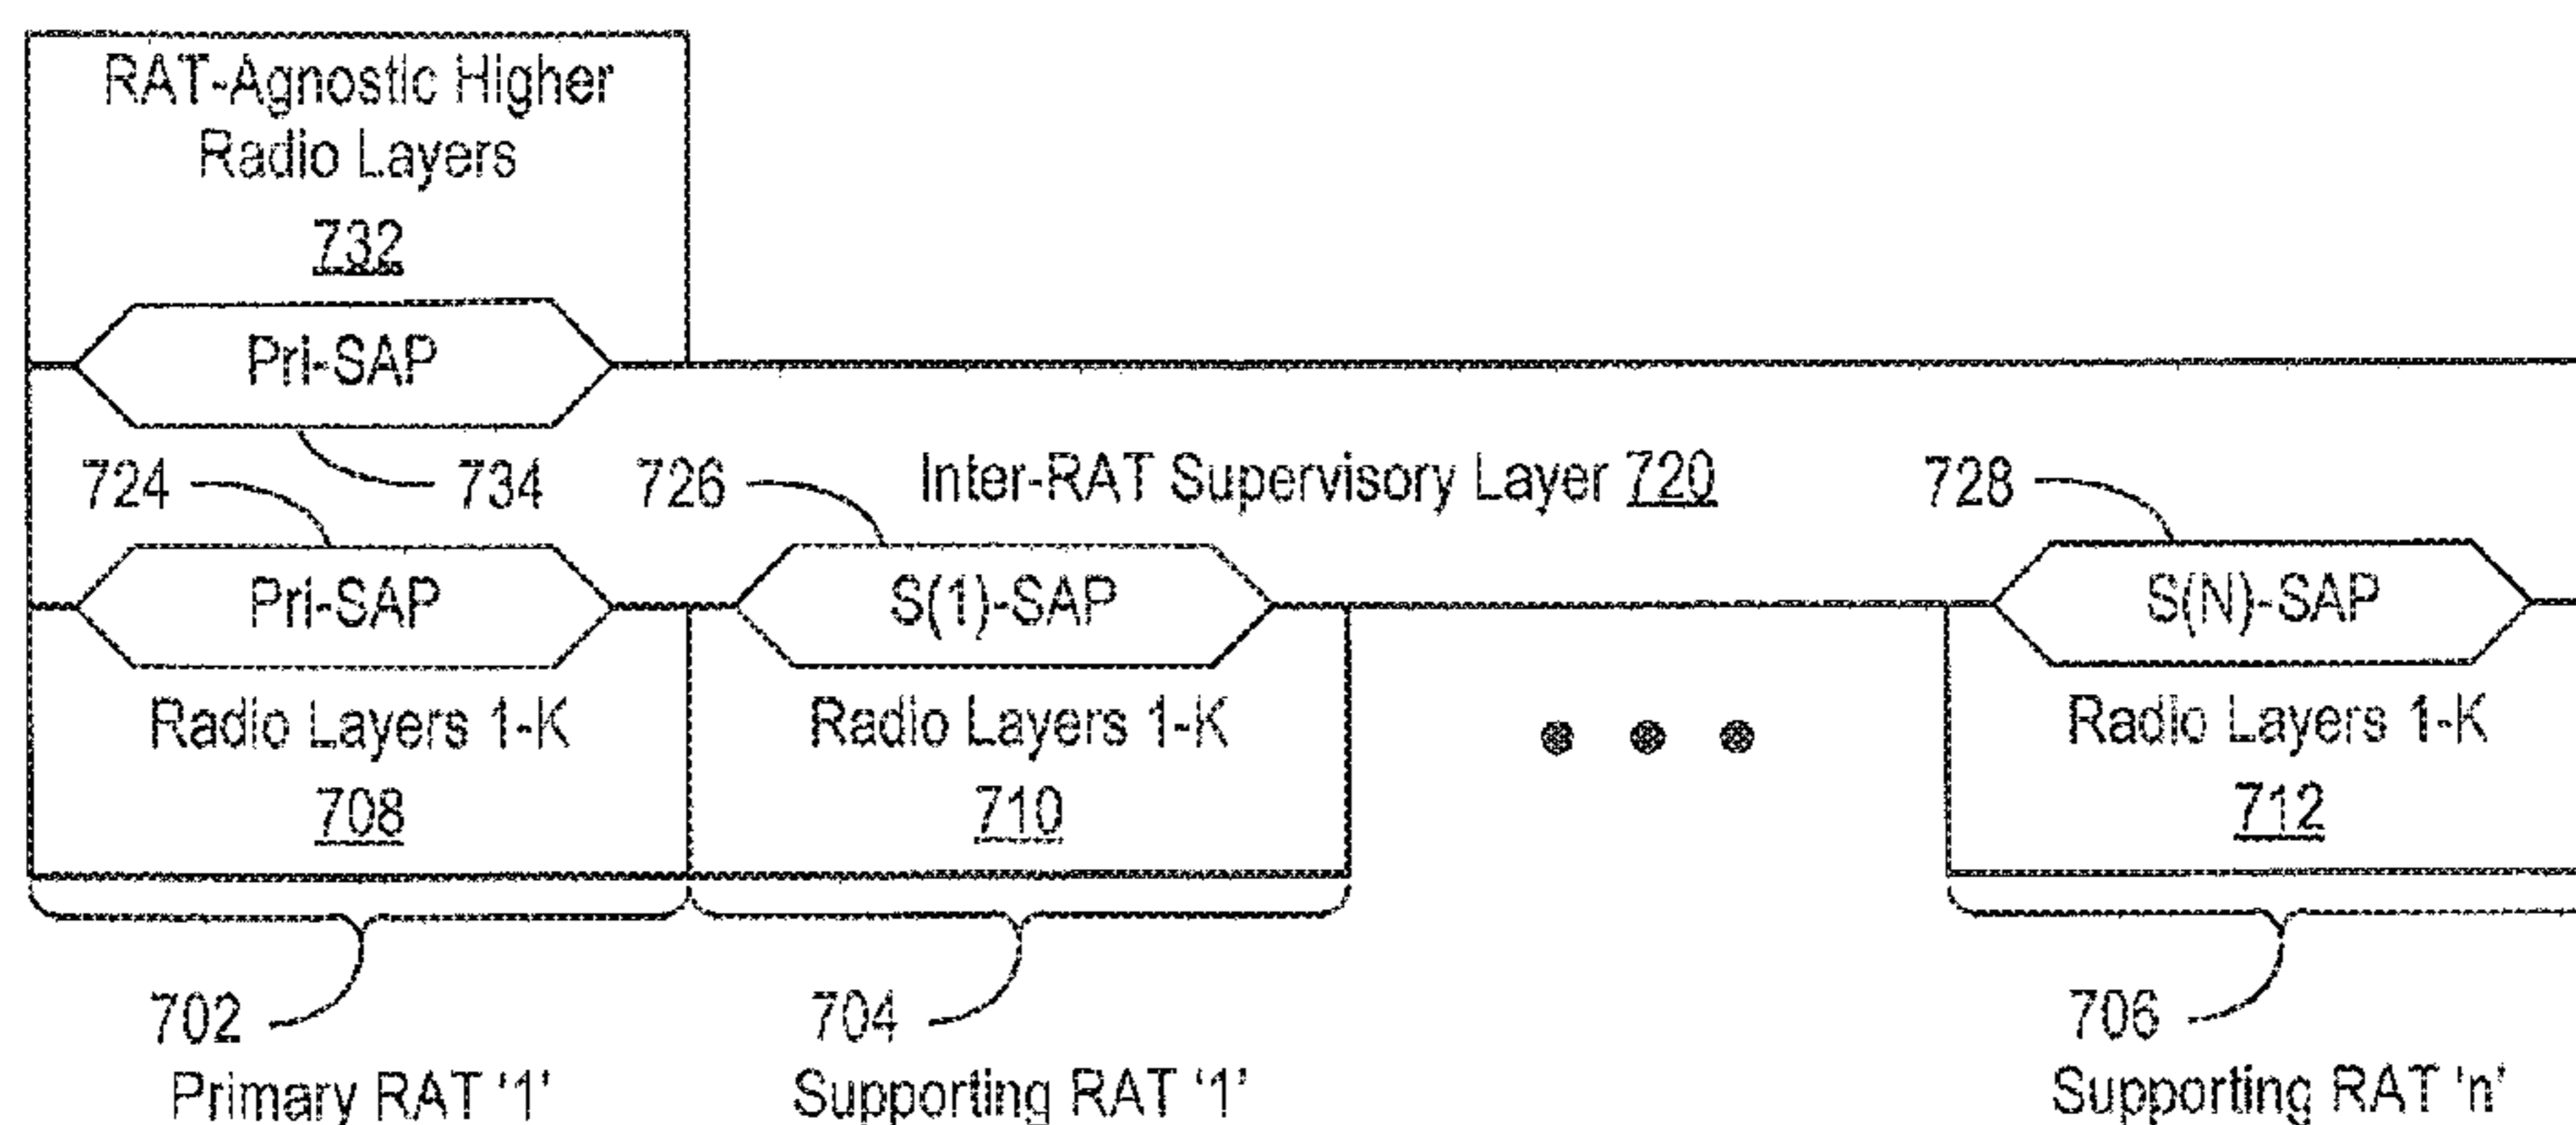 RAT-Agnostic Higher
Radio Layers
732
Pri-SAP
724
734
726
Inter-RAT Supervisory Layer 720
728
Pri-SAP
S(1)-SAP
S(N)-SAP
Radio Layers 1-K
Radio Layers 1-K
Radio Layers 1-K
708
710
712
702
704
706
Primary RAT ‘1’
Supporting RAT ‘1’
Supporting RAT ‘n’